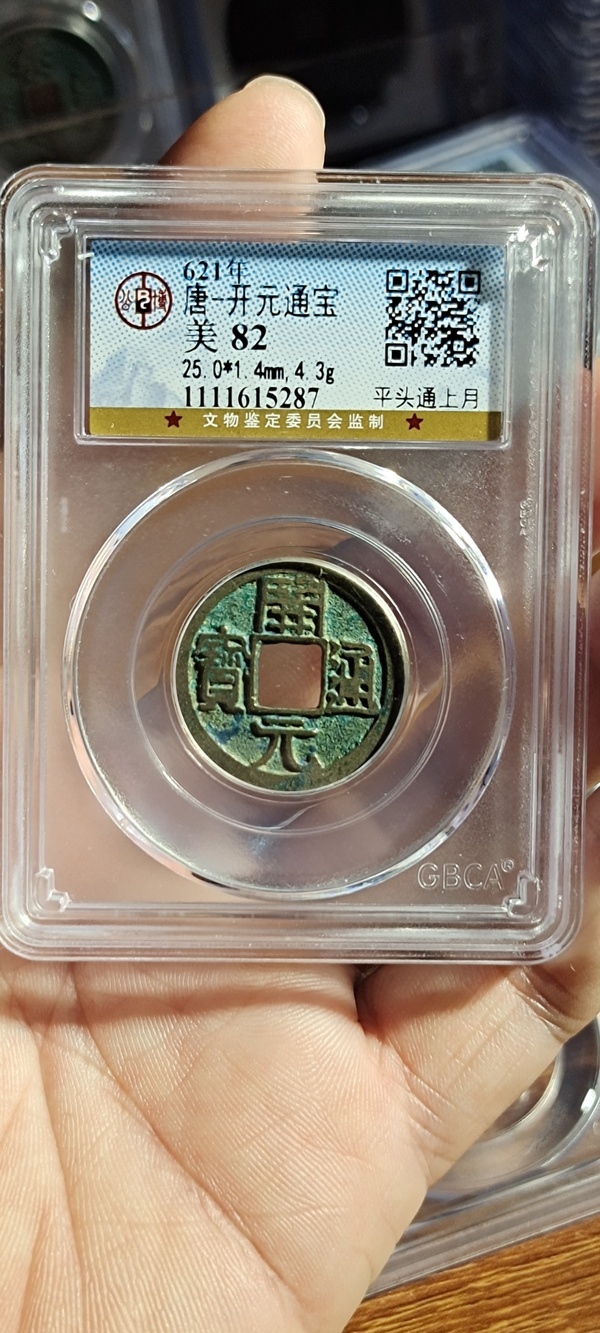 621年
唐-开元通宝
美 82
25.0*1.4mm,4.3g
1111615287 平头通上月
★ 文物鉴定委员会监制 ★
開
寶 通
元
GBCA®